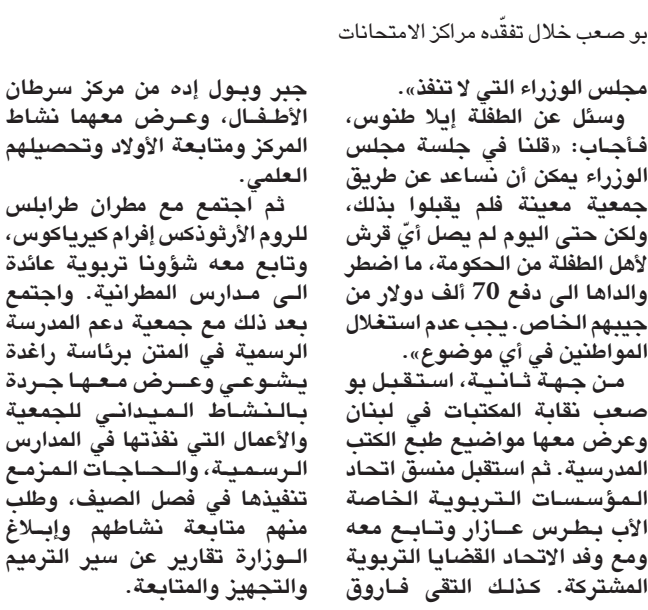 بو صعب خلال تفقّده مراكز الامتحانات
مجلس الوزراء التي لا تنفذ».
وسئل عن الطفلة إيلا طنوس،
فأجاب: «قلنا في جلسة مجلس
الوزراء يمكن أن نساعد عن طريق
جمعية معينة فلم يقبلوا بذلك،
ولكن حتى اليوم لم يصل أيّ قرش
لأهل الطفلة من الحكومة، ما اضطر
والداها الى دفع 70 ألف دولار من
جيبهم الخاص. يجب عدم استغلال
المواطنين في أي موضوع».
من جهة ثانية، استقبل بو
صعب نقابة المكتبات في لبنان
وعرض معها مواضيع طبع الكتب
المدرسية. ثم استقبل منسق اتحاد
المؤسسات التربوية الخاصة
الأب بطرس عازار وتابع معه
ومع وفد الاتحاد القضايا التربوية
المشتركة. كذلك التقى فاروق
جبر وبول إده من مركز سرطان
الأطفال، وعرض معهما نشاط
المركز ومتابعة الأولاد وتحصيلهم
العلمي.
ثم اجتمع مع مطران طرابلس
للروم الأرثوذكس إفرام كيرياكوس،
وتابع معه شؤونا تربوية عائدة
الى مدارس المطرانية. واجتمع
بعد ذلك مع جمعية دعم المدرسة
الرسمية في المتن برئاسة راغدة
يشوعي وعرض معها جردة
بالنشاط الميداني للجمعية
والأعمال التي نفذتها في المدارس
الرسمية، والحاجات المزمع
تنفيذها في فصل الصيف، وطلب
منهم متابعة نشاطهم وإبلاغ
الوزارة تقارير عن سير الترميم
والتجهيز والمتابعة.